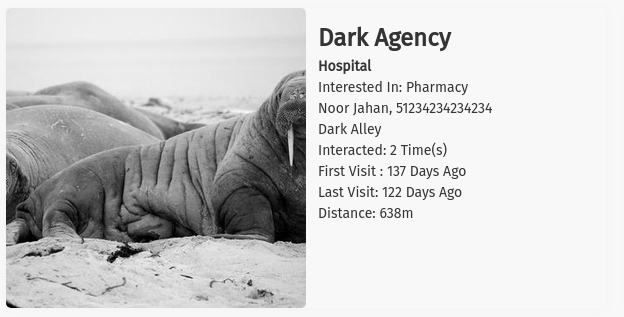 Dark Agency
Hospital
Interested In: Pharmacy
Noor Jahan, 51234234234234
Dark Alley
Interacted: 2 Time(s)
First Visit : 137 Days Ago
Last Visit: 122 Days Ago
Distance: 638m